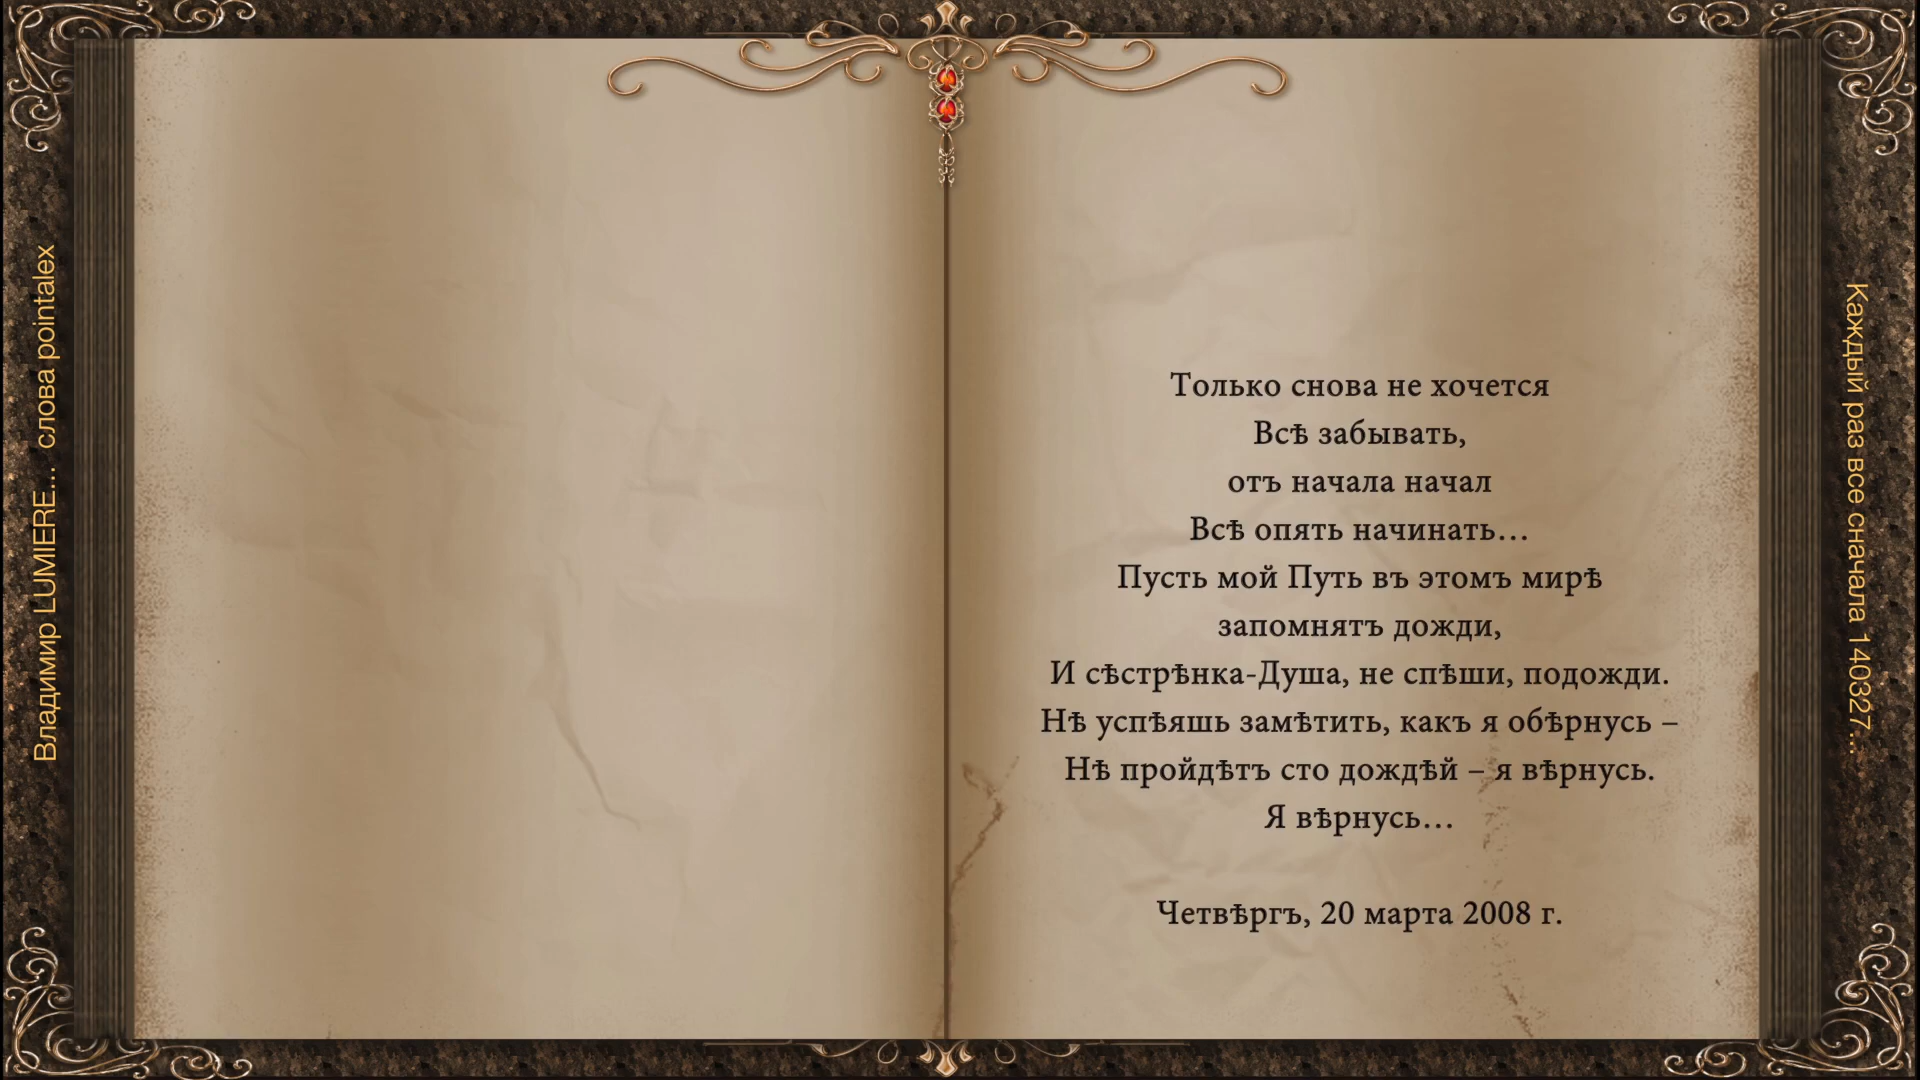 Владимир LUMIERE... слова pointalex
Только снова не хочется
Всѣ забывать,
отъ начала начал
Всѣ опять начинать…
Пусть мой Путь въ этомъ мирѣ
запомнятъ дожди,
И сѣстрѣнка-Душа, не спѣши, подожди.
Нѣ успѣяшь замѣтить, какъ я обѣрнусь –
Нѣ пройдѣтъ сто дождѣй – я вѣрнусь.
Я вѣрнусь…
Четвѣргъ, 20 марта 2008 г.
Каждый раз все сначала 140327...